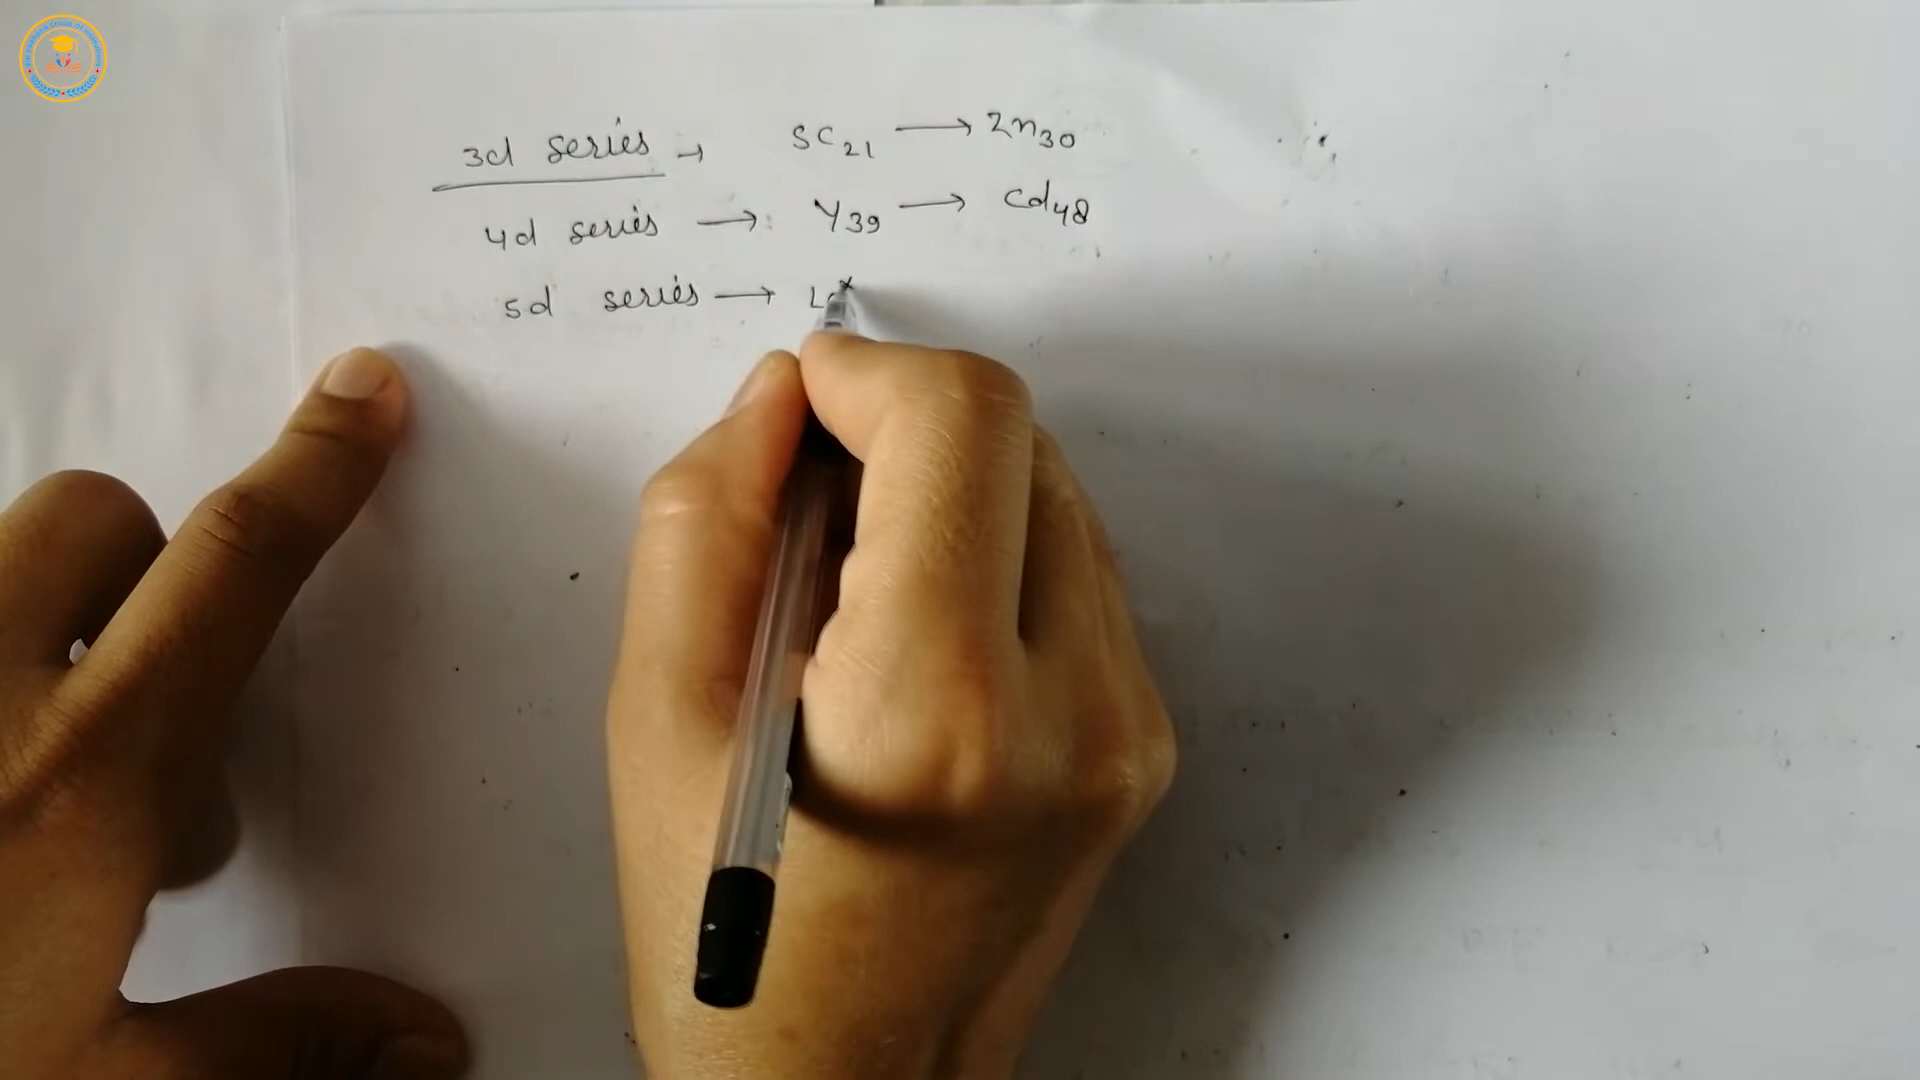 3d series → Sc21 → Zn30
4d series → Y39 → Cd48
5d series → La